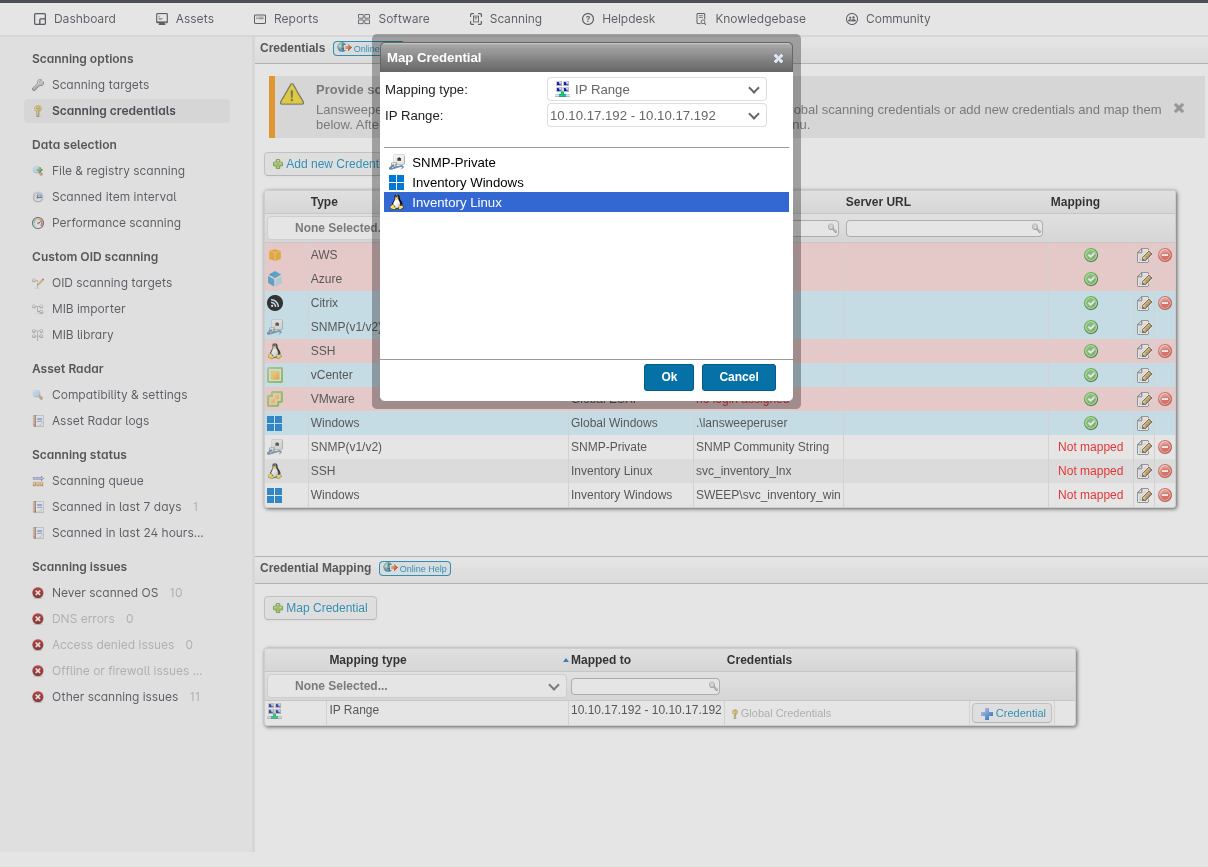 Dashboard Assets Reports Software Scanning Helpdesk Knowledgebase Community
Scanning options
Scanning targets
Scanning credentials
Data selection
File & registry scanning
Scanned item interval
Performance scanning
Custom OID scanning
OID scanning targets
MIB importer
MIB library
Asset Radar
Compatibility & settings
Asset Radar logs
Scanning status
Scanning queue
Scanned in last 7 days 1
Scanned in last 24 hours...
Scanning issues
Never scanned OS 10
DNS errors 0
Access denied issues 0
Offline or firewall issues ...
Other scanning issues 11
Credentials Online
Provide sc
Lansweepe
obal scanning credentials or add new credentials and map them
below. Afte
nu.
Add new Credent
Map Credential
Mapping type: IP Range
IP Range: 10.10.17.192 - 10.10.17.192
SNMP-Private
Inventory Windows
Inventory Linux
Ok Cancel
Type Server URL Mapping
None Selected.
AWS
Azure
Citrix
SNMP(v1/v2)
SSH
vCenter
VMware Global ESXi no login assigned
Windows Global Windows .\lansweeperuser
SNMP(v1/v2) SNMP-Private SNMP Community String Not mapped
SSH Inventory Linux svc_inventory_lnx Not mapped
Windows Inventory Windows SWEEP\svc_inventory_win Not mapped
Credential Mapping Online Help
Map Credential
Mapping type Mapped to Credentials
None Selected...
IP Range 10.10.17.192 - 10.10.17.192 Global Credentials Credential